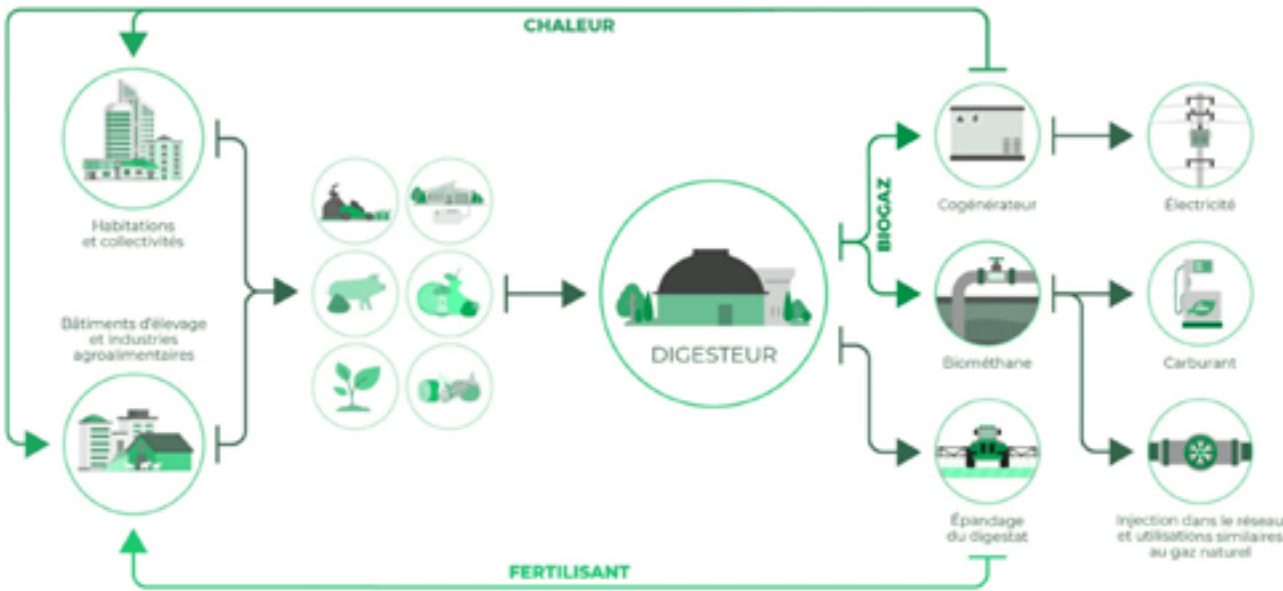 CHALEUR
Habitations
et collectivités
Bâtiments d'élevage
et industries
agroalimentaires
DIGESTEUR
BIOGAZ
Cogénérateur
Électricité
Biométhane
Carburant
Épandage
du digestat
Injection dans le réseau
et utilisations similaires
au gaz naturel
FERTILISANT